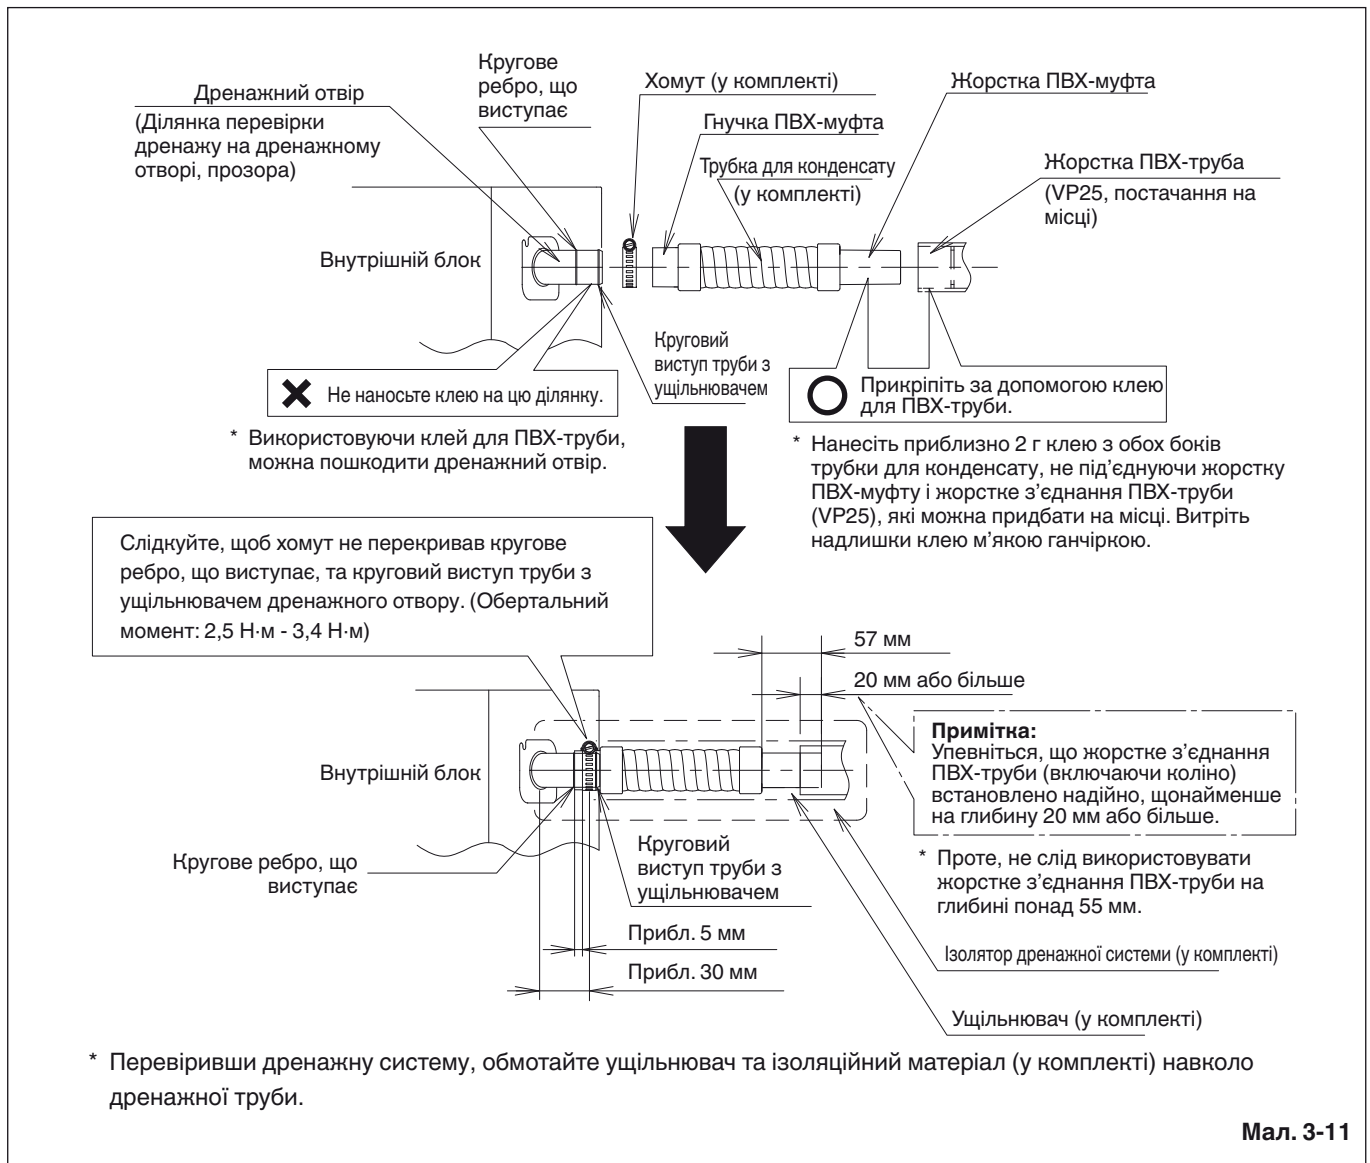 Кругове
ребро, що
виступає
Дренажний отвір
(Ділянка перевірки
дренажу на дренажному
отворі, прозора)
Хомут (у комплекті)
Гнучка ПВХ-муфта
Трубка для конденсату
(у комплекті)
Жорстка ПВХ-муфта
Жорстка ПВХ-труба
(VP25, постачання на
місці)
Внутрішній блок
Круговий
виступ труби з
ущільнювачем
Не наносьте клею на цю ділянку.
* Використовуючи клей для ПВХ-труби,
можна пошкодити дренажний отвір.
Прикріпіть за допомогою клею
для ПВХ-труби.
* Нанесіть приблизно 2 г клею з обох боків
трубки для конденсату, не під’єднуючи жорстку
ПВХ-муфту і жорстке з’єднання ПВХ-труби
(VP25), які можна придбати на місці. Витріть
надлишки клею м’якою ганчіркою.
Слідкуйте, щоб хомут не перекривав кругове
ребро, що виступає, та круговий виступ труби з
ущільнювачем дренажного отвору. (Обертальний
момент: 2,5 Н·м - 3,4 Н·м)
57 мм
20 мм або більше
Примітка:
Упевніться, що жорстке з’єднання
ПВХ-труби (включаючи коліно)
встановлено надійно, щонайменше
на глибину 20 мм або більше.
* Проте, не слід використовувати
жорстке з’єднання ПВХ-труби на
глибині понад 55 мм.
Внутрішній блок
Кругове ребро, що
виступає
Круговий
виступ труби з
ущільнювачем
Прибл. 5 мм
Прибл. 30 мм
Ізолятор дренажної системи (у комплекті)
Ущільнювач (у комплекті)
* Перевіривши дренажну систему, обмотайте ущільнювач та ізоляційний матеріал (у комплекті) навколо
дренажної труби.
Мал. 3-11